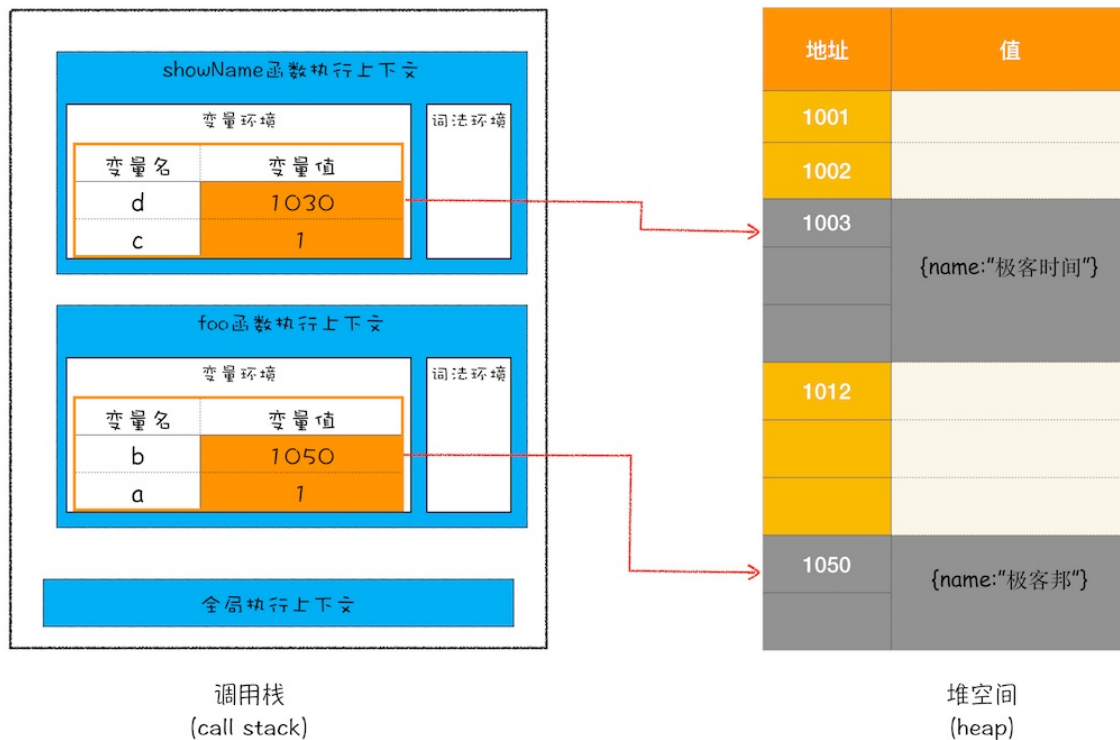 showName函数执行上下文
变量环境
词法环境
变量名 变量值
d 1030
c 1
foo函数执行上下文
变量环境
词法环境
变量名 变量值
b 1050
a 1
全局执行上下文
调用栈
(call stack)
地址 值
1001
1002
1003
{name:"极客时间"}
1012
1050
{name:"极客邦"}
堆空间
(heap)